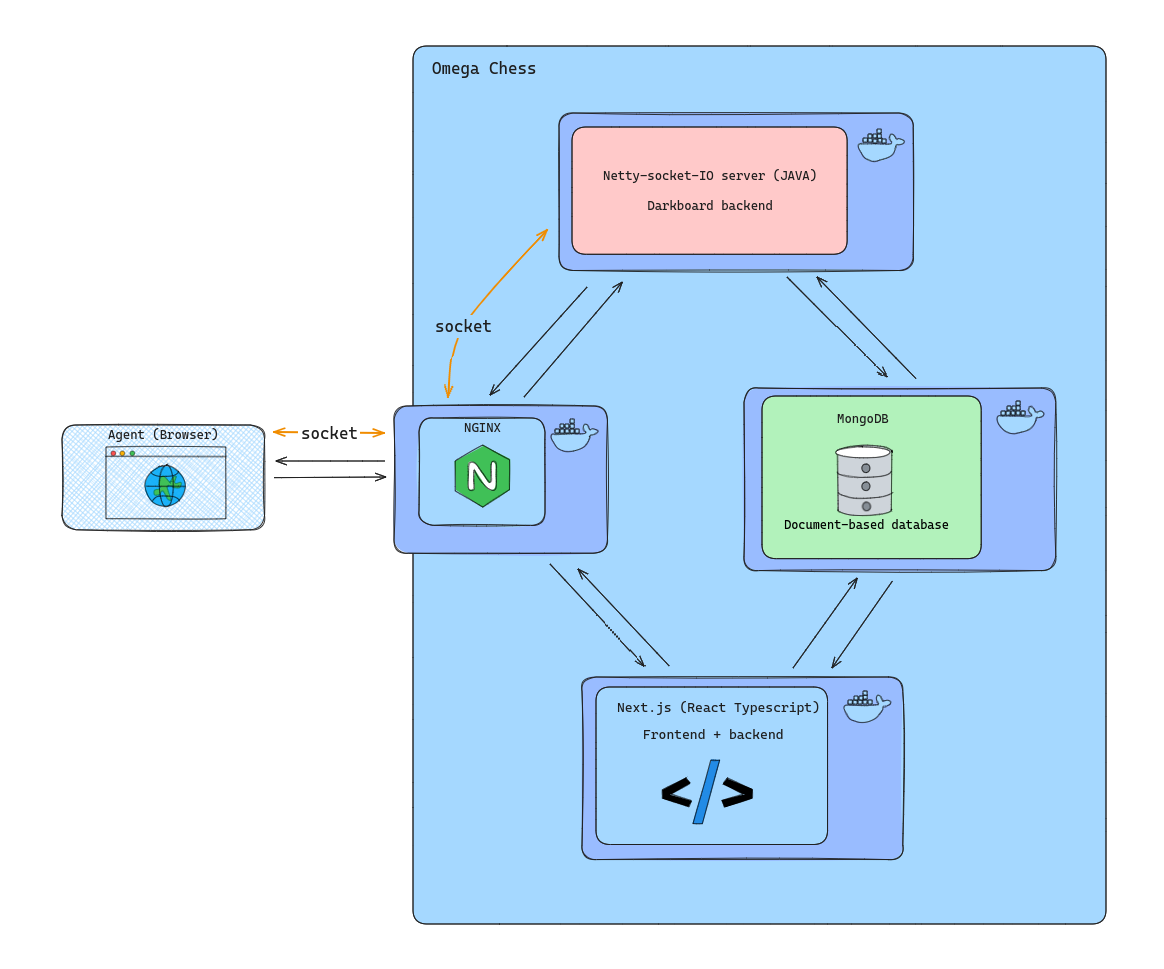 Omega Chess
Netty-socket-IO server (JAVA)
Darkboard backend
socket
Agent (Browser)
socket
NGINX
N
MongoDB
Document-based database
Next.js (React Typescript)
Frontend + backend
</>